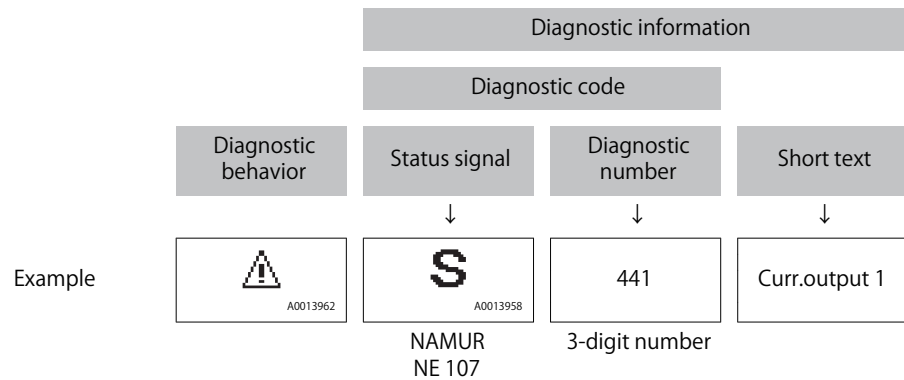 Diagnostic information
Diagnostic code
Diagnostic
behavior
Status signal
Diagnostic
number
Short text
↓ ↓ ↓
Example
A0013962
S
A0013958
441
Curr.output 1
NAMUR
NE 107
3-digit number